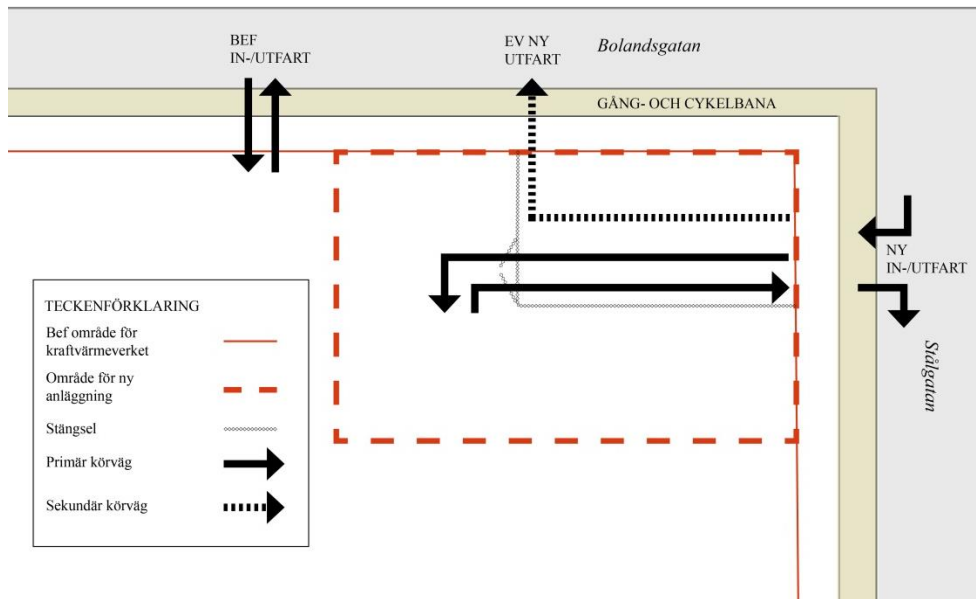 BEF
IN-/UTFART
EV NY
UTFART
Bolandsgatan
GÅNG- OCH CYKELBANA
NY
IN-/UTFART
Stålgatan
TECKENFÖRKLARING
Bef område för
kraftvärmeverket
Område för ny
anläggning
Stängsel
Primär körväg
Sekundär körväg